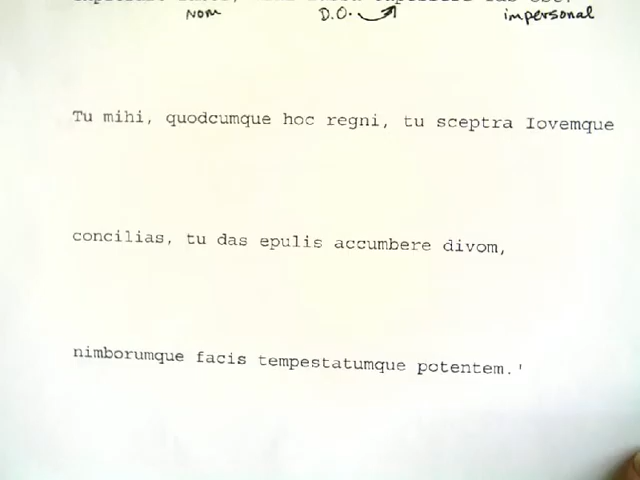 Nom D.O. impersonal
Tu mihi, quodcumque hoc regni, tu sceptra Iovemque
concilias, tu das epulis accumbere divom,
nimborumque facis tempestatumque potentem.'